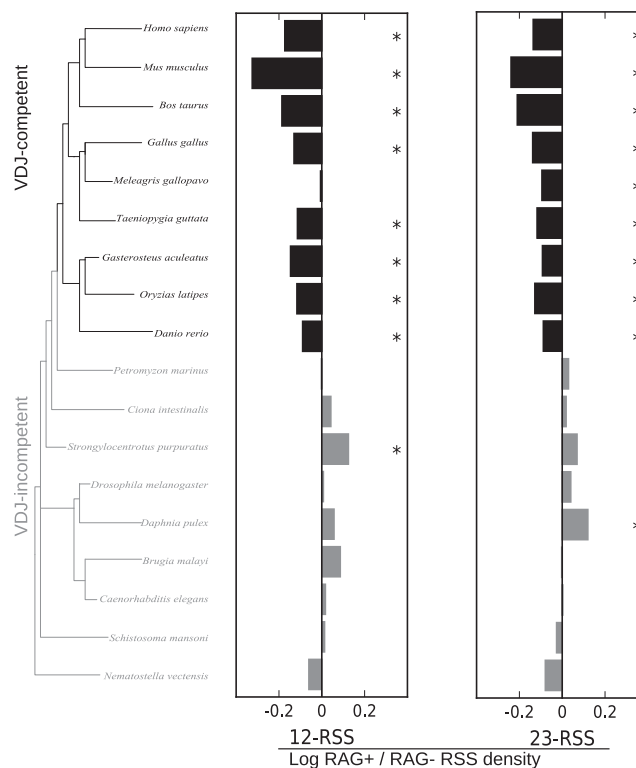 VDJ-competent
VDJ-incompetent
Homo sapiens
*
*
Mus musculus
*
*
Bos taurus
*
*
Gallus gallus
*
*
Meleagris gallopavo
*
Taeniopygia guttata
*
*
Gasterosteus aculeatus
*
*
Oryzias latipes
*
*
Danio rerio
*
*
Petromyzon marinus
Ciona intestinalis
Strongylocentrotus purpuratus
*
Drosophila melanogaster
Daphnia pulex
*
Brugia malayi
Caenorhabditis elegans
Schistosoma mansoni
Nematostella vectensis
-0.2 0 0.2
-0.2 0 0.2
12-RSS
23-RSS
Log RAG+ / RAG- RSS density